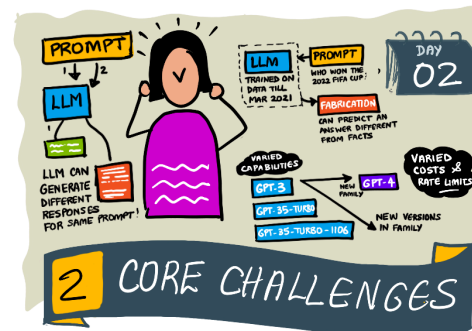 PROMPT
1
2
LLM
1
LLM CAN
GENERATE
DIFFERENT
RESPONSES
FOR SAME PROMPT!
LLM
TRAINED ON
DATA TILL
MAR 2021
PROMPT
WHO WON THE
2022 FIFA CUP?
FABRICATION
CAN PREDICT AN
ANSWER DIFFERENT
FROM FACTS
DAY
02
VARIED
CAPABILITIES
GPT-3
GPT-35-TURBO
GPT-35-TURBO-1106
NEW
FAMILY
GPT-4
NEW VERSIONS
IN FAMILY
VARIED
COSTS &
RATE LIMITS
2
CORE CHALLENGES